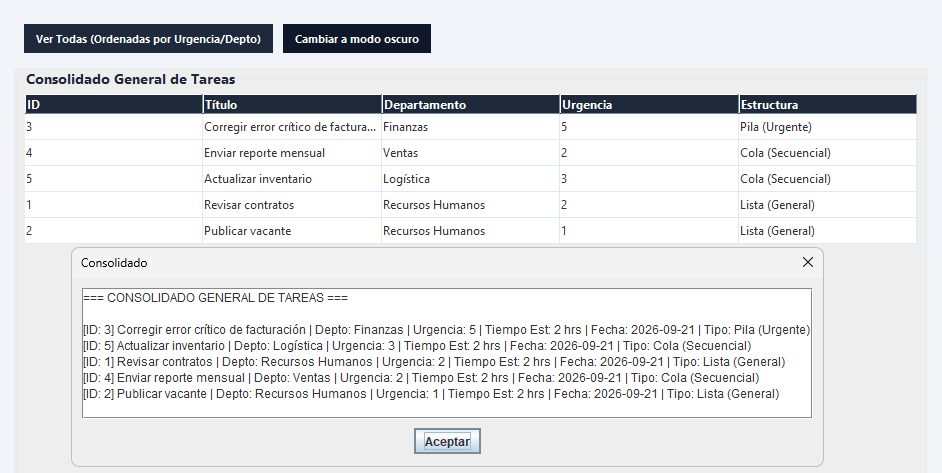 Ver Todas (Ordenadas por Urgencia/Depto) Cambiar a modo oscuro
Consolidado General de Tareas
ID Título Departamento Urgencia Estructura
3 Corregir error crítico de factura... Finanzas 5 Pila (Urgente)
4 Enviar reporte mensual Ventas 2 Cola (Secuencial)
5 Actualizar inventario Logística 3 Cola (Secuencial)
1 Revisar contratos Recursos Humanos 2 Lista (General)
2 Publicar vacante Recursos Humanos 1 Lista (General)
Consolidado
=== CONSOLIDADO GENERAL DE TAREAS ===
[ID: 3] Corregir error crítico de facturación | Depto: Finanzas | Urgencia: 5 | Tiempo Est: 2 hrs | Fecha: 2026-09-21 | Tipo: Pila (Urgente)
[ID: 5] Actualizar inventario | Depto: Logística | Urgencia: 3 | Tiempo Est: 2 hrs | Fecha: 2026-09-21 | Tipo: Cola (Secuencial)
[ID: 1] Revisar contratos | Depto: Recursos Humanos | Urgencia: 2 | Tiempo Est: 2 hrs | Fecha: 2026-09-21 | Tipo: Lista (General)
[ID: 4] Enviar reporte mensual | Depto: Ventas | Urgencia: 2 | Tiempo Est: 2 hrs | Fecha: 2026-09-21 | Tipo: Cola (Secuencial)
[ID: 2] Publicar vacante | Depto: Recursos Humanos | Urgencia: 1 | Tiempo Est: 2 hrs | Fecha: 2026-09-21 | Tipo: Lista (General)
Aceptar